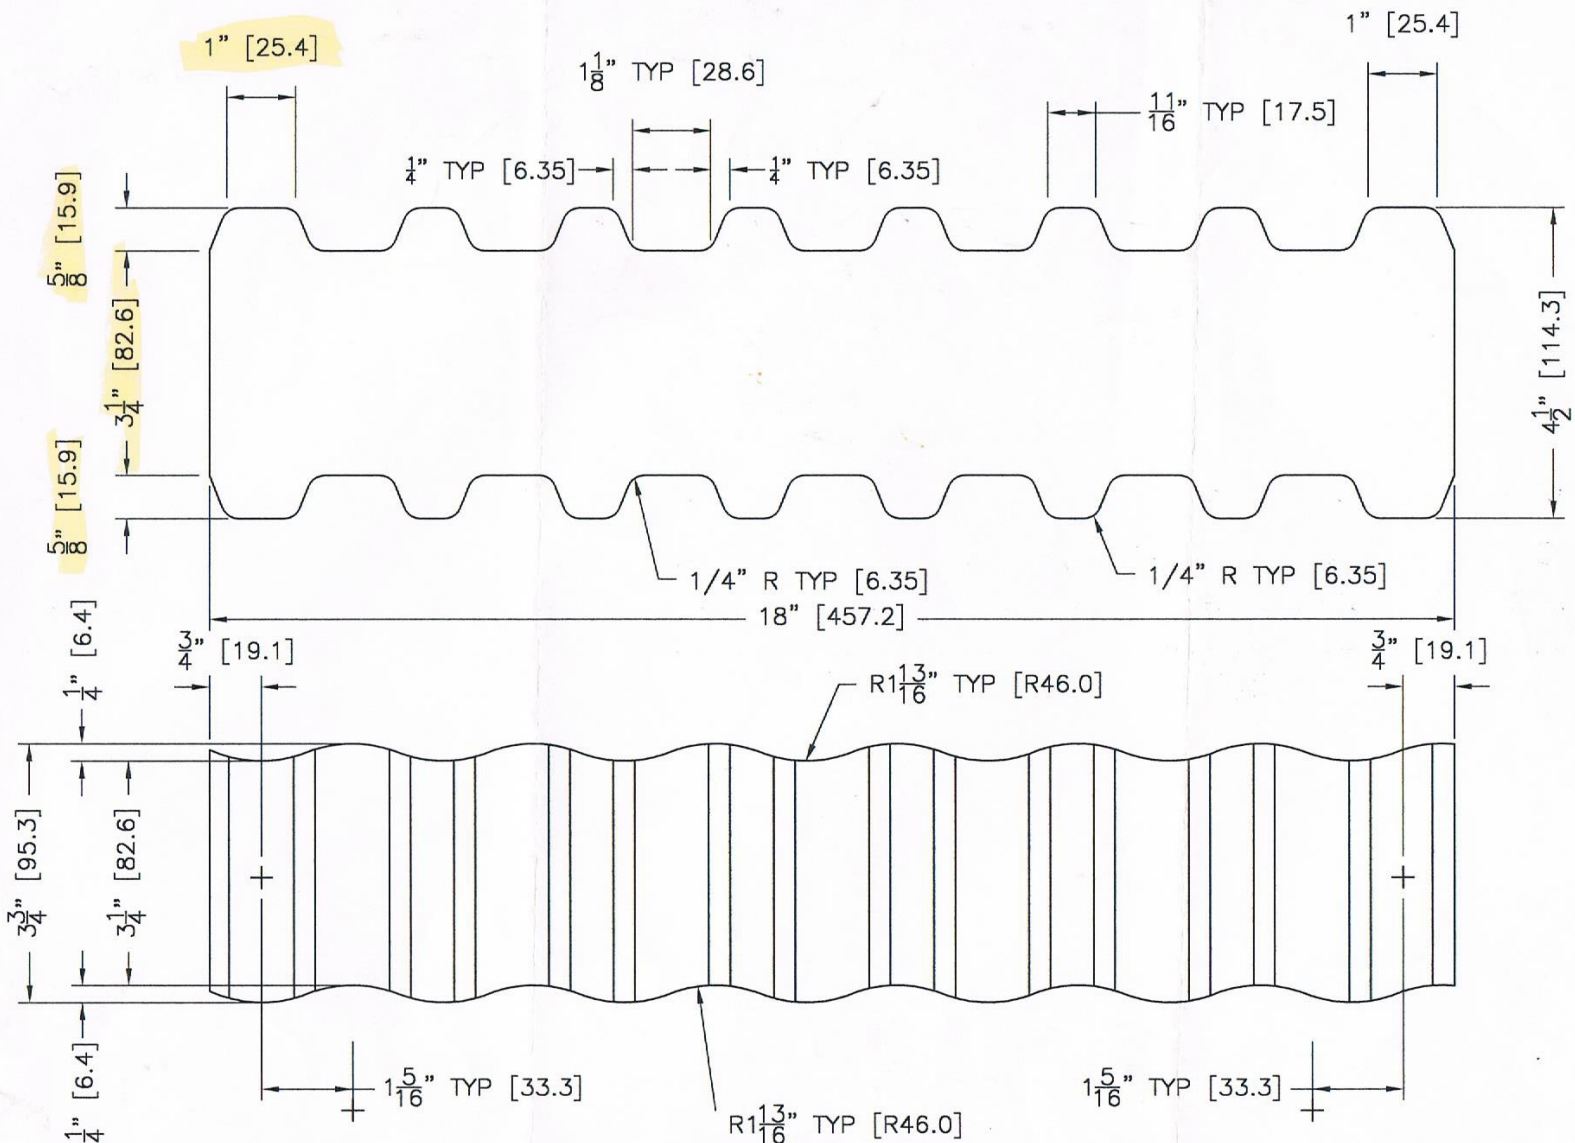 1" [25.4]
1" [25.4]
1 1/8" TYP [28.6]
11/16" TYP [17.5]
1/4" TYP [6.35]
1/4" TYP [6.35]
5/8" [15.9]
3 1/4" [82.6]
5/8" [15.9]
4 1/2" [114.3]
1/4" R TYP [6.35]
1/4" R TYP [6.35]
18" [457.2]
3/4" [19.1]
3/4" [19.1]
1/4" [6.4]
R1 13/16" TYP [R46.0]
3 3/4" [95.3]
3 1/4" [82.6]
1/4" [6.4]
1 5/16" TYP [33.3]
1 5/16" TYP [33.3]
R1 13/16" TYP [R46.0]